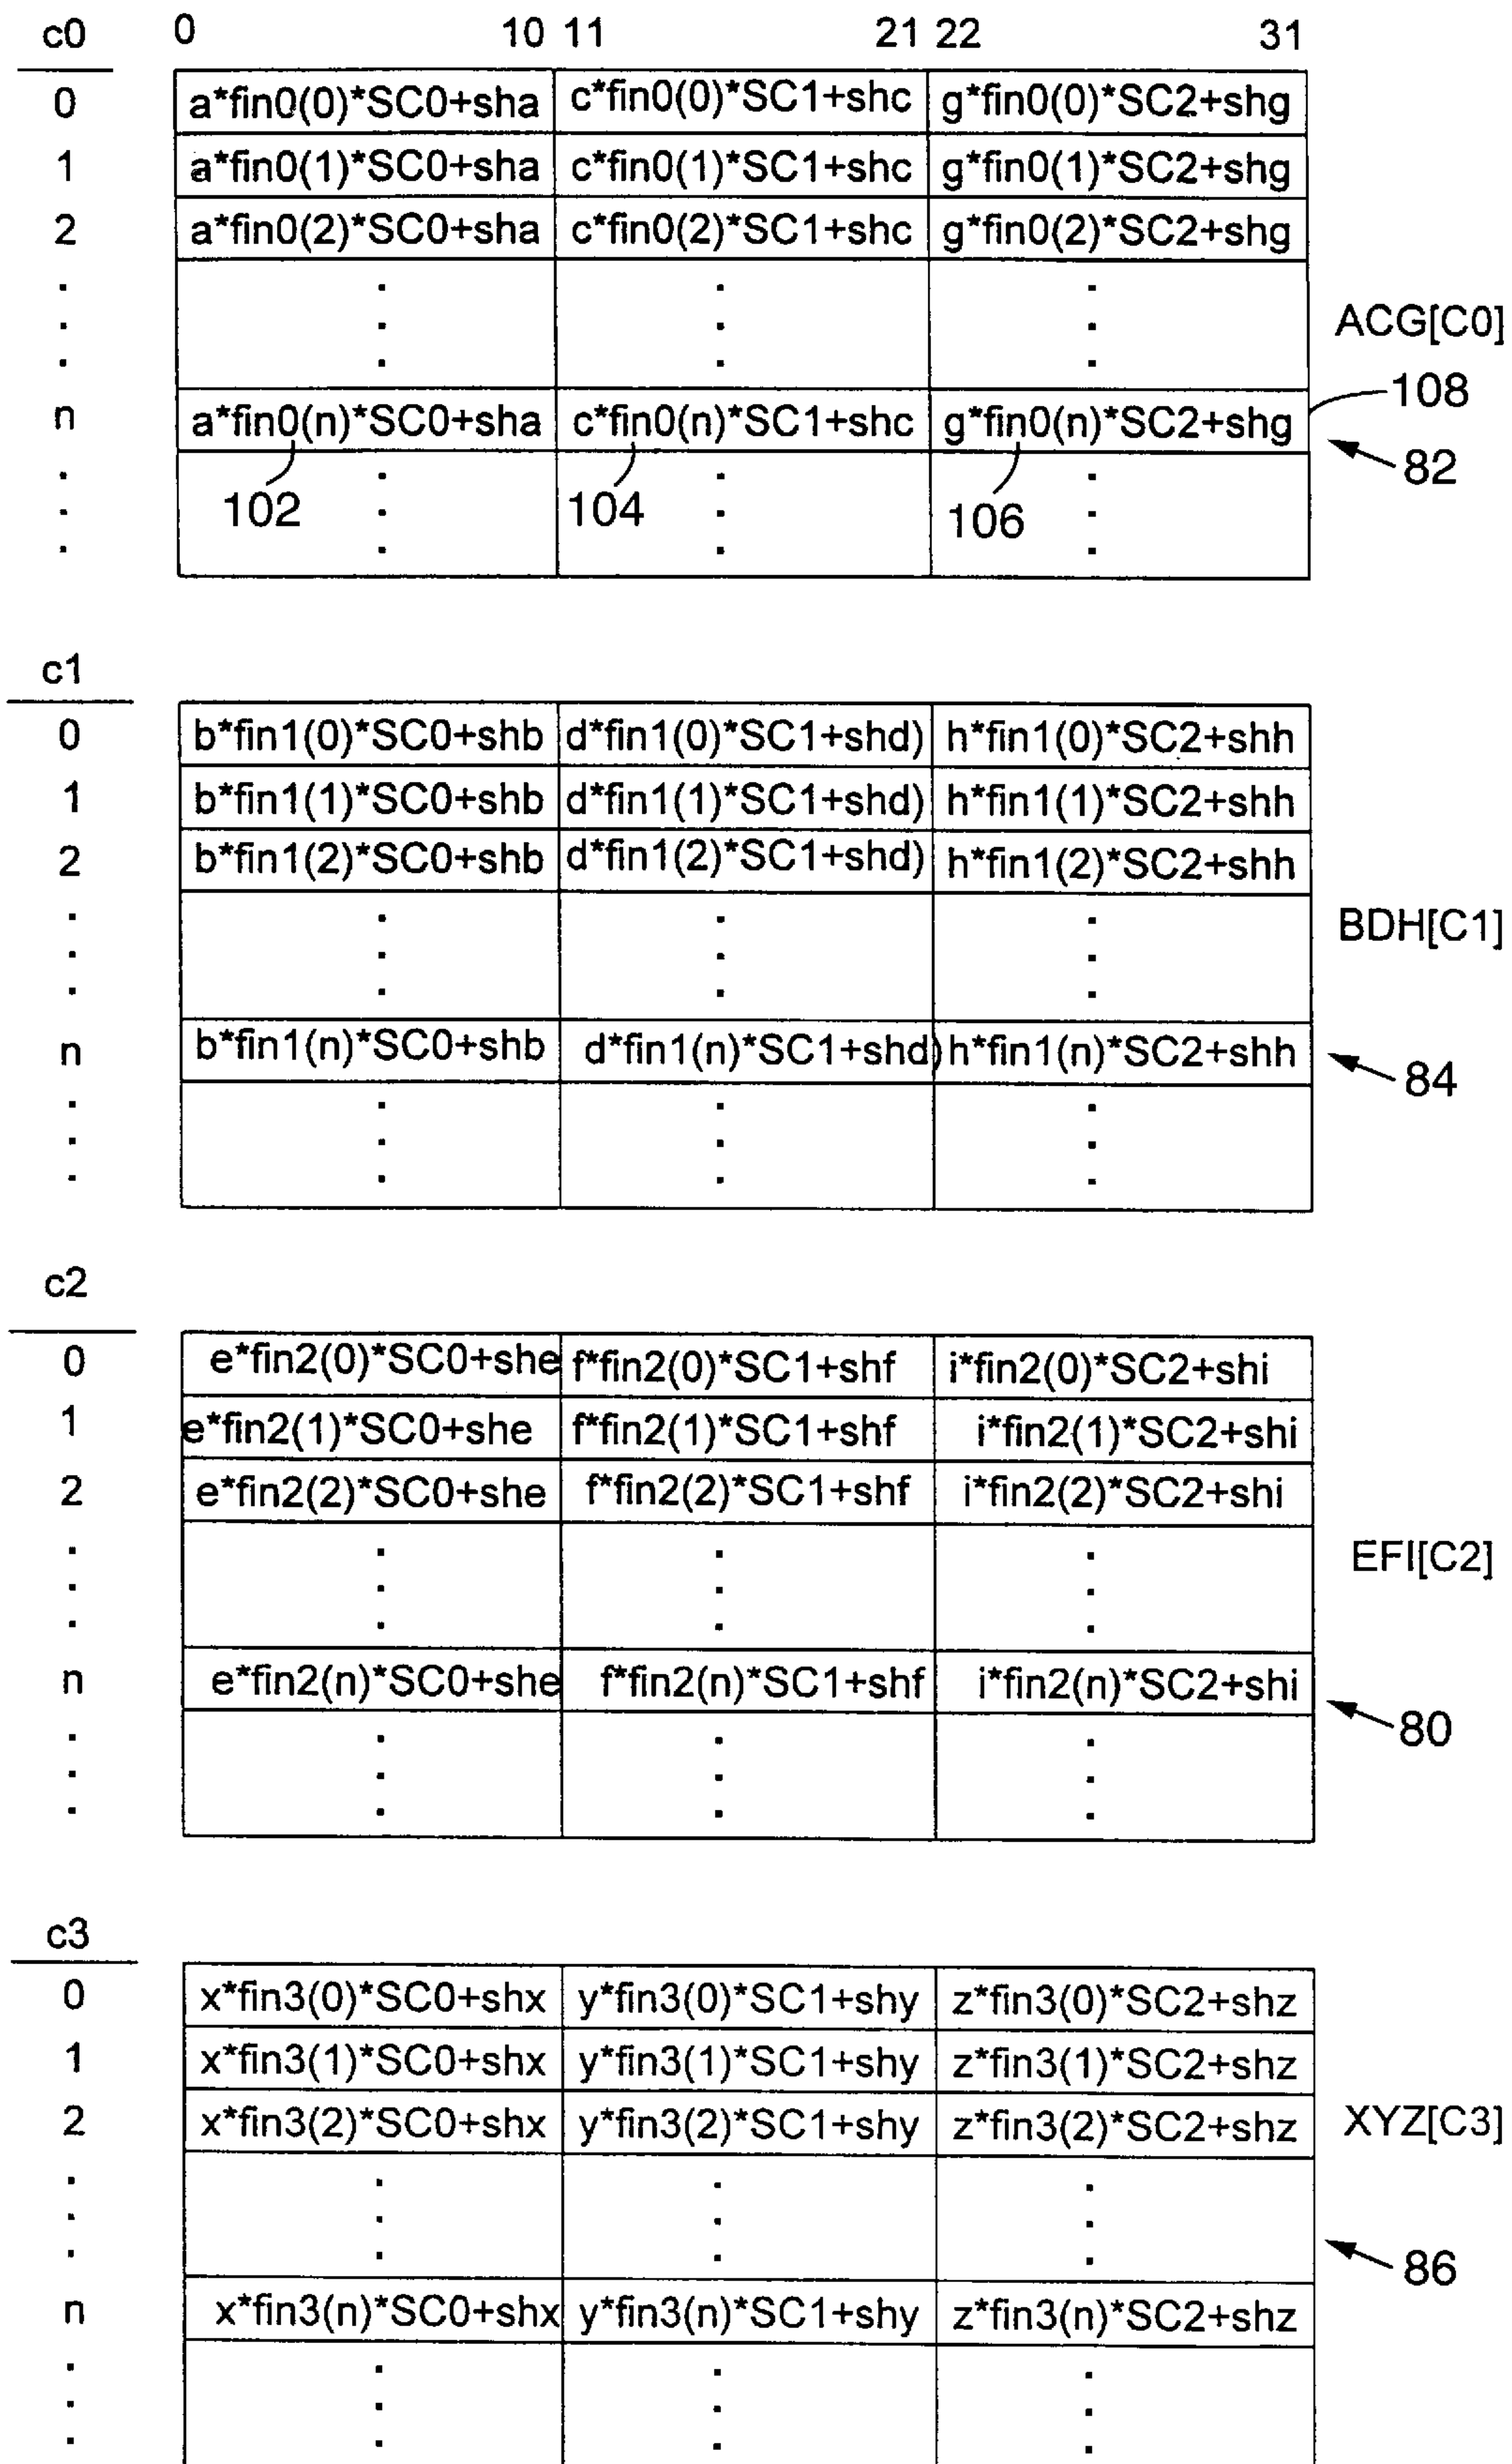 c0 0 10 11 21 22 31
0 a*fin0(0)*SC0+sha c*fin0(0)*SC1+shc g*fin0(0)*SC2+shg
1 a*fin0(1)*SC0+sha c*fin0(1)*SC1+shc g*fin0(1)*SC2+shg
2 a*fin0(2)*SC0+sha c*fin0(2)*SC1+shc g*fin0(2)*SC2+shg
ACG[C0]
108
n a*fin0(n)*SC0+sha c*fin0(n)*SC1+shc g*fin0(n)*SC2+shg
82
102 104 106
c1
0 b*fin1(0)*SC0+shb d*fin1(0)*SC1+shd) h*fin1(0)*SC2+shh
1 b*fin1(1)*SC0+shb d*fin1(1)*SC1+shd) h*fin1(1)*SC2+shh
2 b*fin1(2)*SC0+shb d*fin1(2)*SC1+shd) h*fin1(2)*SC2+shh
BDH[C1]
n b*fin1(n)*SC0+shb d*fin1(n)*SC1+shd) h*fin1(n)*SC2+shh
84
c2
0 e*fin2(0)*SC0+she f*fin2(0)*SC1+shf i*fin2(0)*SC2+shi
1 e*fin2(1)*SC0+she f*fin2(1)*SC1+shf i*fin2(1)*SC2+shi
2 e*fin2(2)*SC0+she f*fin2(2)*SC1+shf i*fin2(2)*SC2+shi
EFI[C2]
n e*fin2(n)*SC0+she f*fin2(n)*SC1+shf i*fin2(n)*SC2+shi
80
c3
0 x*fin3(0)*SC0+shx y*fin3(0)*SC1+shy z*fin3(0)*SC2+shz
1 x*fin3(1)*SC0+shx y*fin3(1)*SC1+shy z*fin3(1)*SC2+shz
2 x*fin3(2)*SC0+shx y*fin3(2)*SC1+shy z*fin3(2)*SC2+shz
XYZ[C3]
86
n x*fin3(n)*SC0+shx y*fin3(n)*SC1+shy z*fin3(n)*SC2+shz